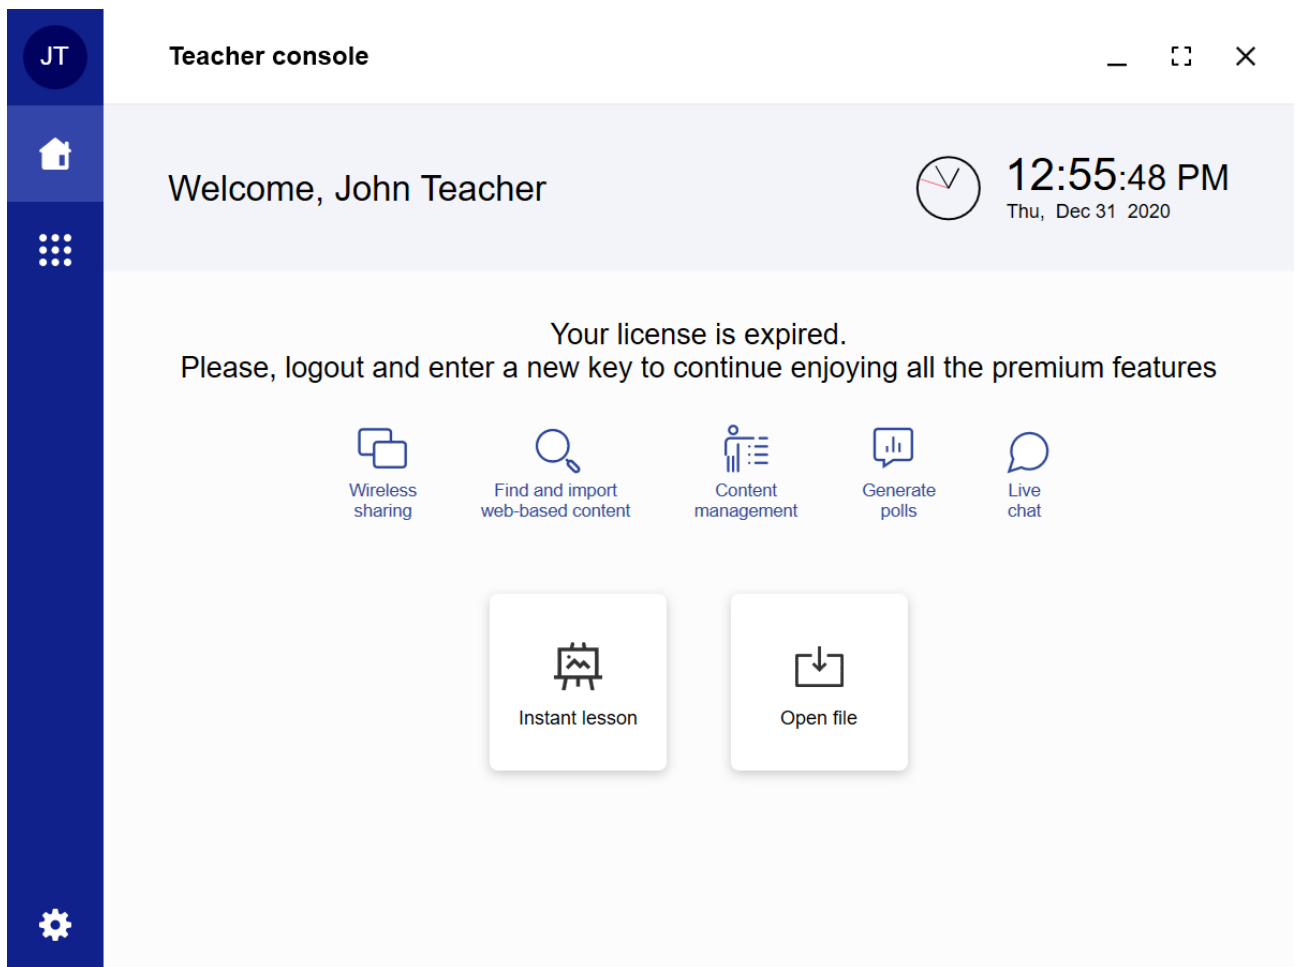 JT
Teacher console
Welcome, John Teacher
12:55:48 PM
Thu, Dec 31 2020
Your license is expired.
Please, logout and enter a new key to continue enjoying all the premium features
Wireless
sharing
Find and import
web-based content
Content
management
Generate
polls
Live
chat
Instant lesson
Open file